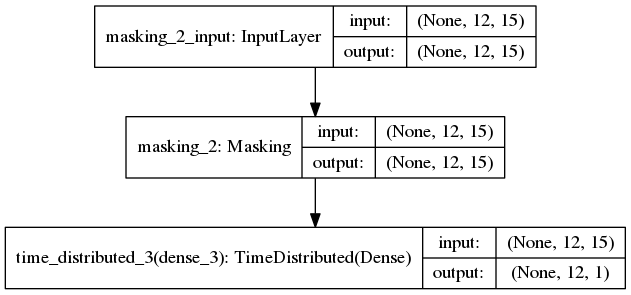 masking_2_input: InputLayer
input: (None, 12, 15)
output: (None, 12, 15)
masking_2: Masking
input: (None, 12, 15)
output: (None, 12, 15)
time_distributed_3(dense_3): TimeDistributed(Dense)
input: (None, 12, 15)
output: (None, 12, 1)